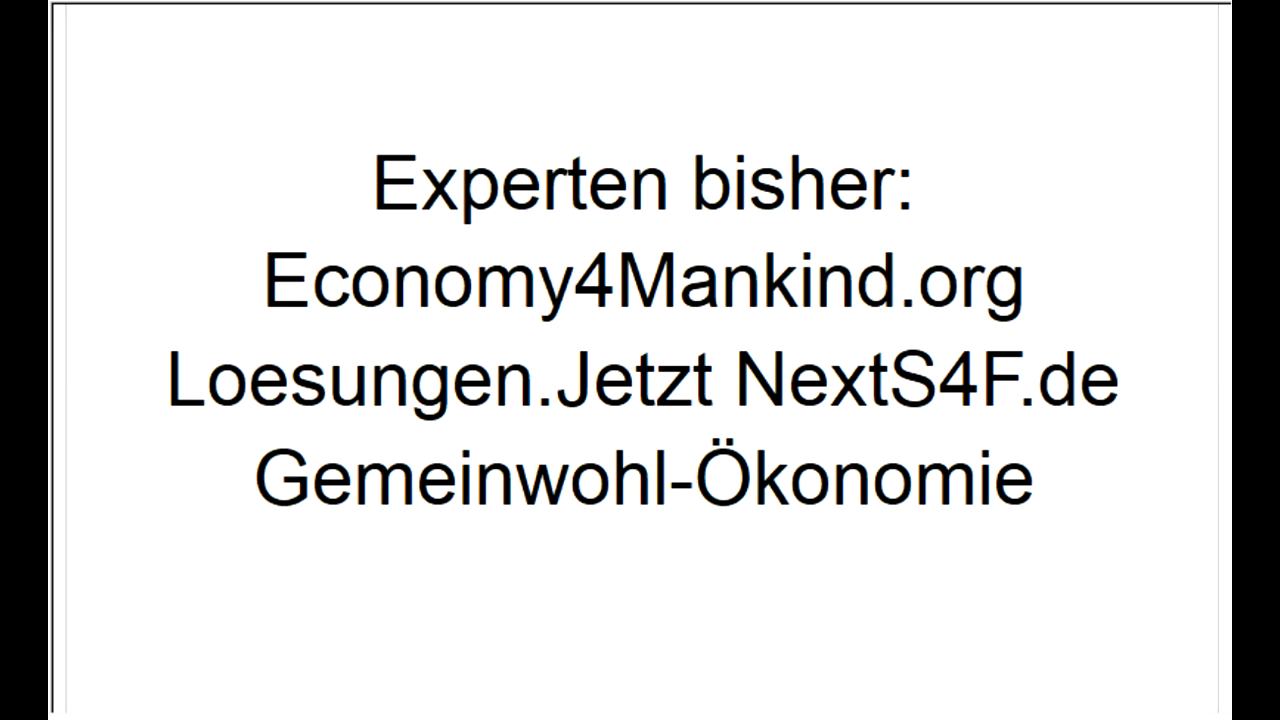 Experten bisher:
Economy4Mankind.org
Loesungen.Jetzt NextS4F.de
Gemeinwohl-Ökonomie